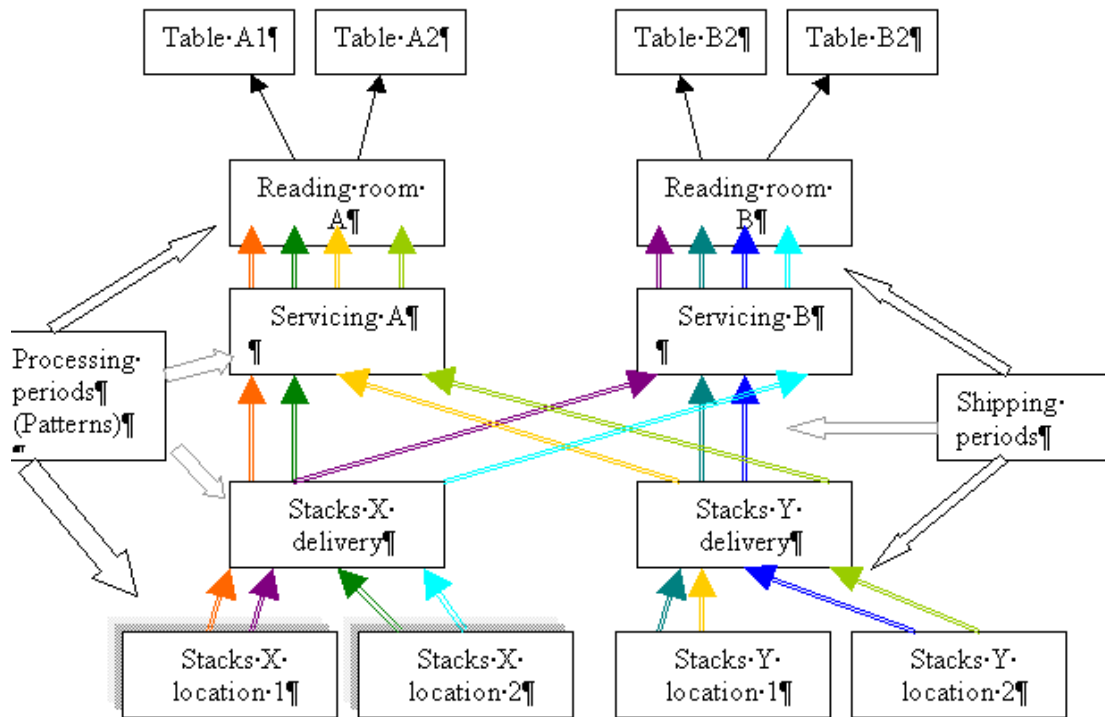 Table·A1¶
Table·A2¶
Table·B2¶
Table·B2¶
Reading·room·
A¶
Reading·room·
B¶
Servicing·A¶
¶
Servicing·B¶
¶
Processing·
periods¶
(Patterns)¶
¶
Shipping·
periods¶
Stacks·X·
delivery¶
Stacks·Y·
delivery¶
Stacks·X·
location·1¶
Stacks·X·
location·2¶
Stacks·Y·
location·1¶
Stacks·Y·
location·2¶